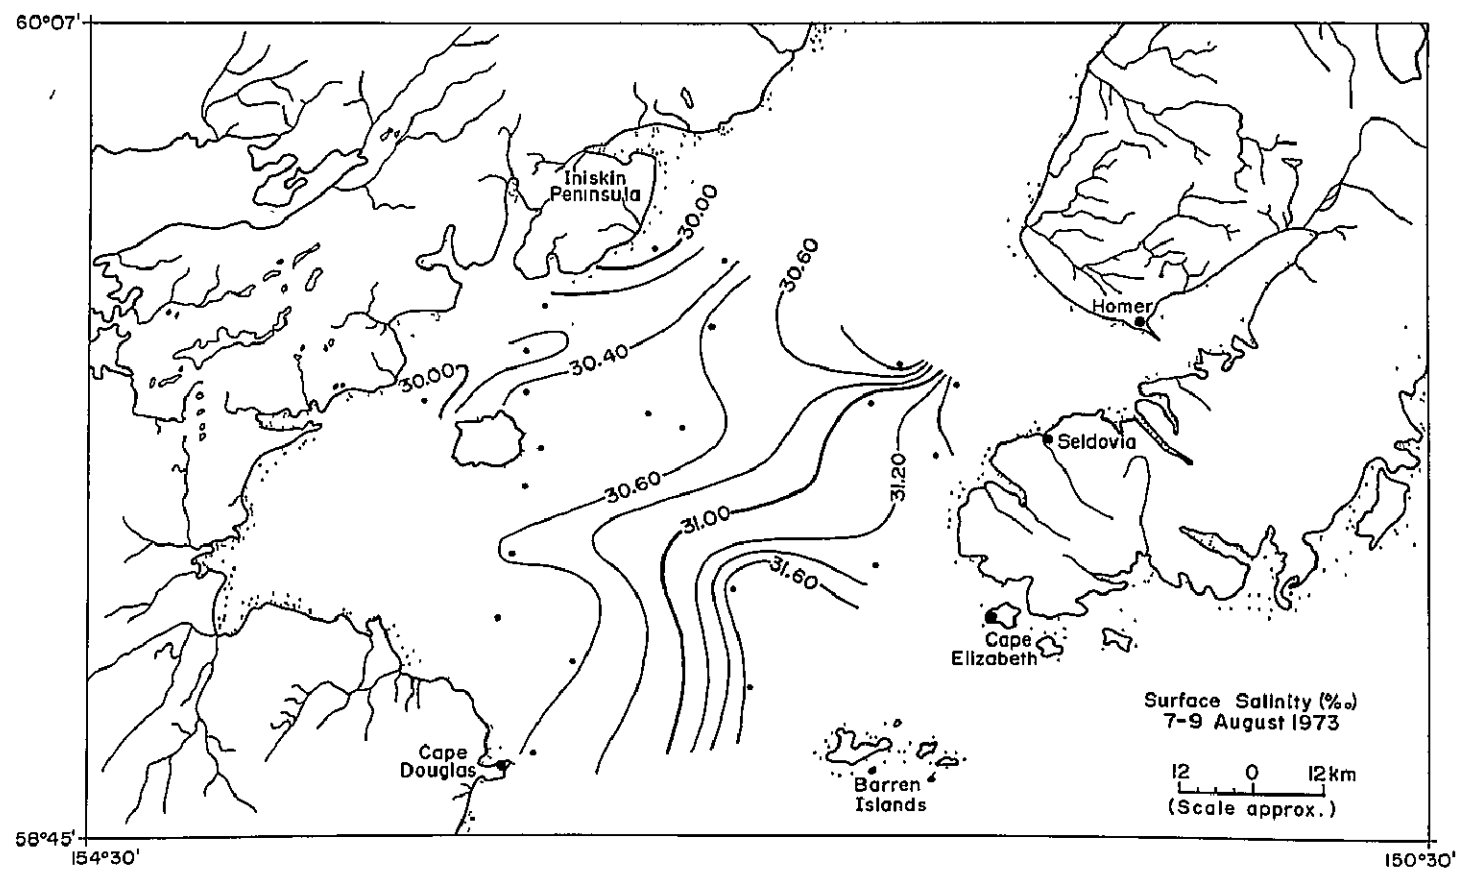 60°07'
Iniskin
Peninsula
30.00
30.60
Homer
30.40
30.00
Seldovia
31.20
30.60
31.00
31.60
Cape
Elizabeth
Surface Salinity (‰)
7-9 August 1973
Cape
Douglas
12 0 12km
(Scale approx.)
Barren
Islands
58°45'
154°30'
150°30'